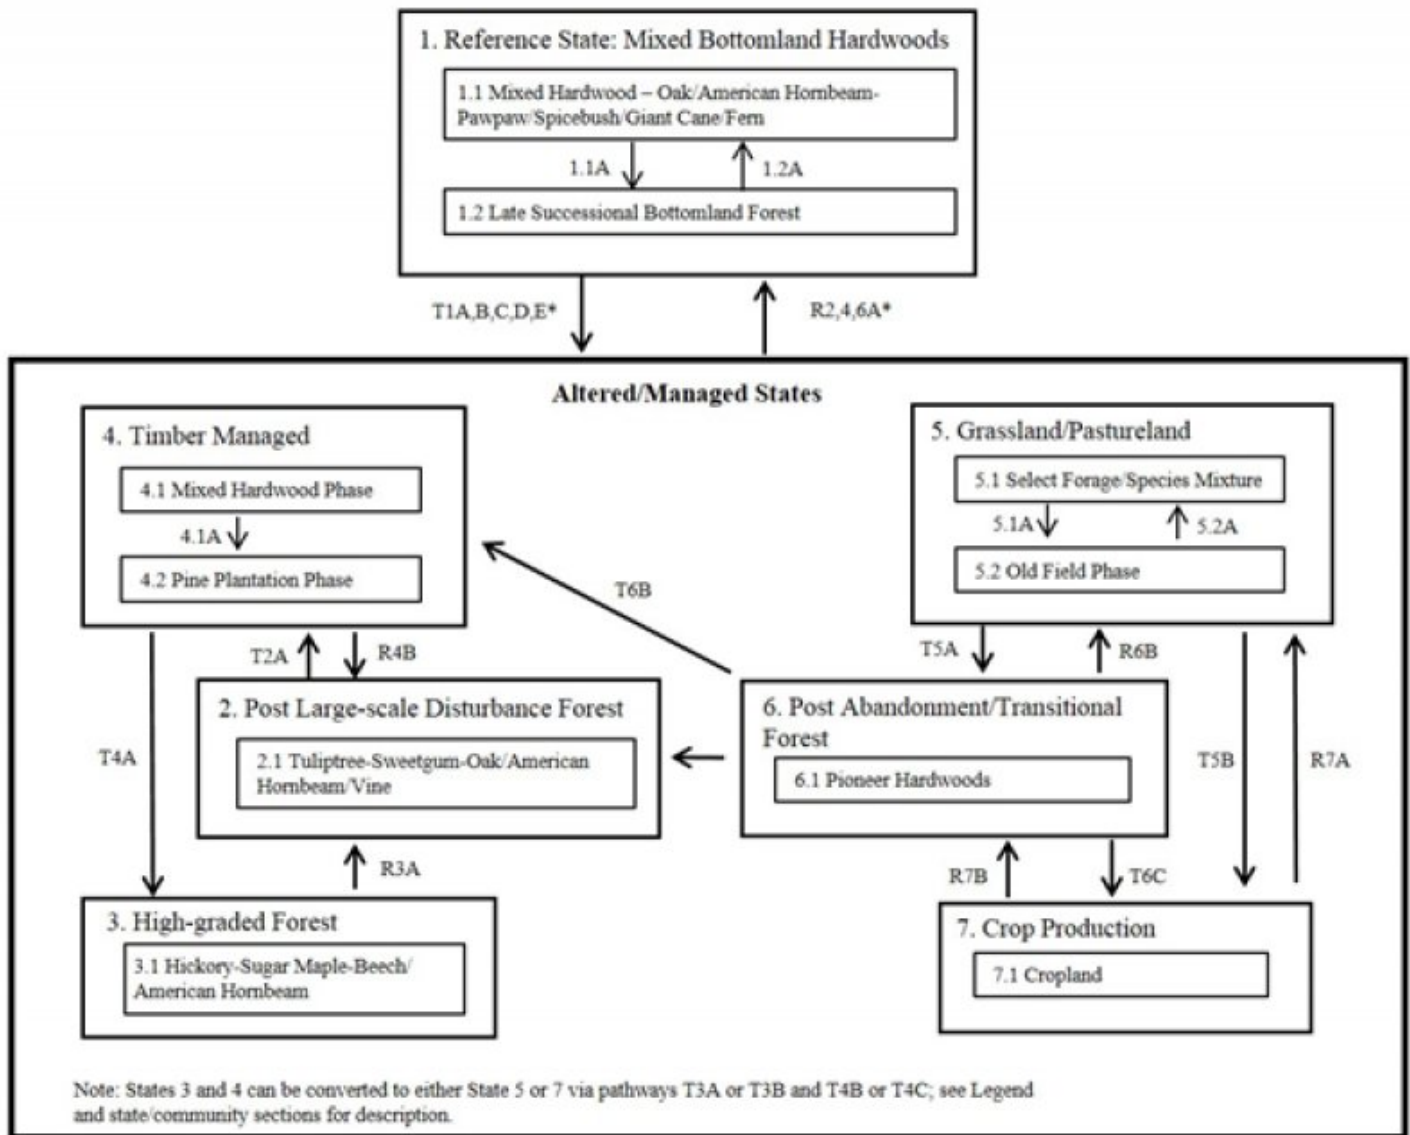 1. Reference State: Mixed Bottomland Hardwoods
1.1 Mixed Hardwood – Oak/American Hornbeam-
Pawpaw/Spicebush/Giant Cane/Fern
1.1A
1.2A
1.2 Late Successional Bottomland Forest
T1A,B,C,D,E*
R2,4,6A*
Altered/Managed States
4. Timber Managed
4.1 Mixed Hardwood Phase
4.1A
4.2 Pine Plantation Phase
5. Grassland/Pastureland
5.1 Select Forage/Species Mixture
5.1A
5.2A
5.2 Old Field Phase
T6B
T2A
R4B
T5A
R6B
2. Post Large-scale Disturbance Forest
2.1 Tuliptree-Sweetgum-Oak/American
Hornbeam/Vine
6. Post Abandonment/Transitional
Forest
6.1 Pioneer Hardwoods
T4A
T5B
R7A
R3A
R7B
T6C
3. High-graded Forest
3.1 Hickory-Sugar Maple-Beech/
American Hornbeam
7. Crop Production
7.1 Cropland
Note: States 3 and 4 can be converted to either State 5 or 7 via pathways T3A or T3B and T4B or T4C; see Legend
and state/community sections for description.